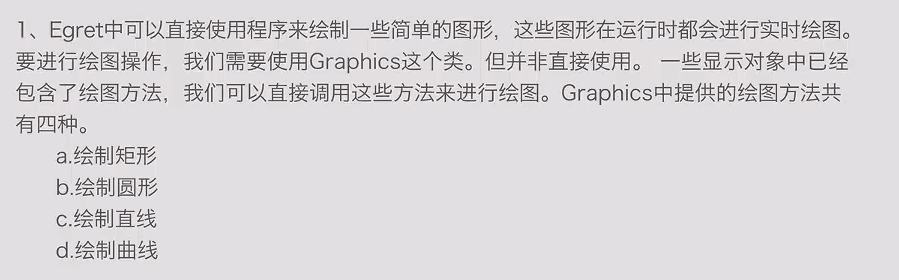 1、Egret中可以直接使用程序来绘制一些简单的图形，这些图形在运行时都会进行实时绘图。
要进行绘图操作，我们需要使用Graphics这个类。但并非直接使用。 一些显示对象中已经
包含了绘图方法，我们可以直接调用这些方法来进行绘图。Graphics中提供的绘图方法共
有四种。
a.绘制矩形
b.绘制圆形
c.绘制直线
d.绘制曲线